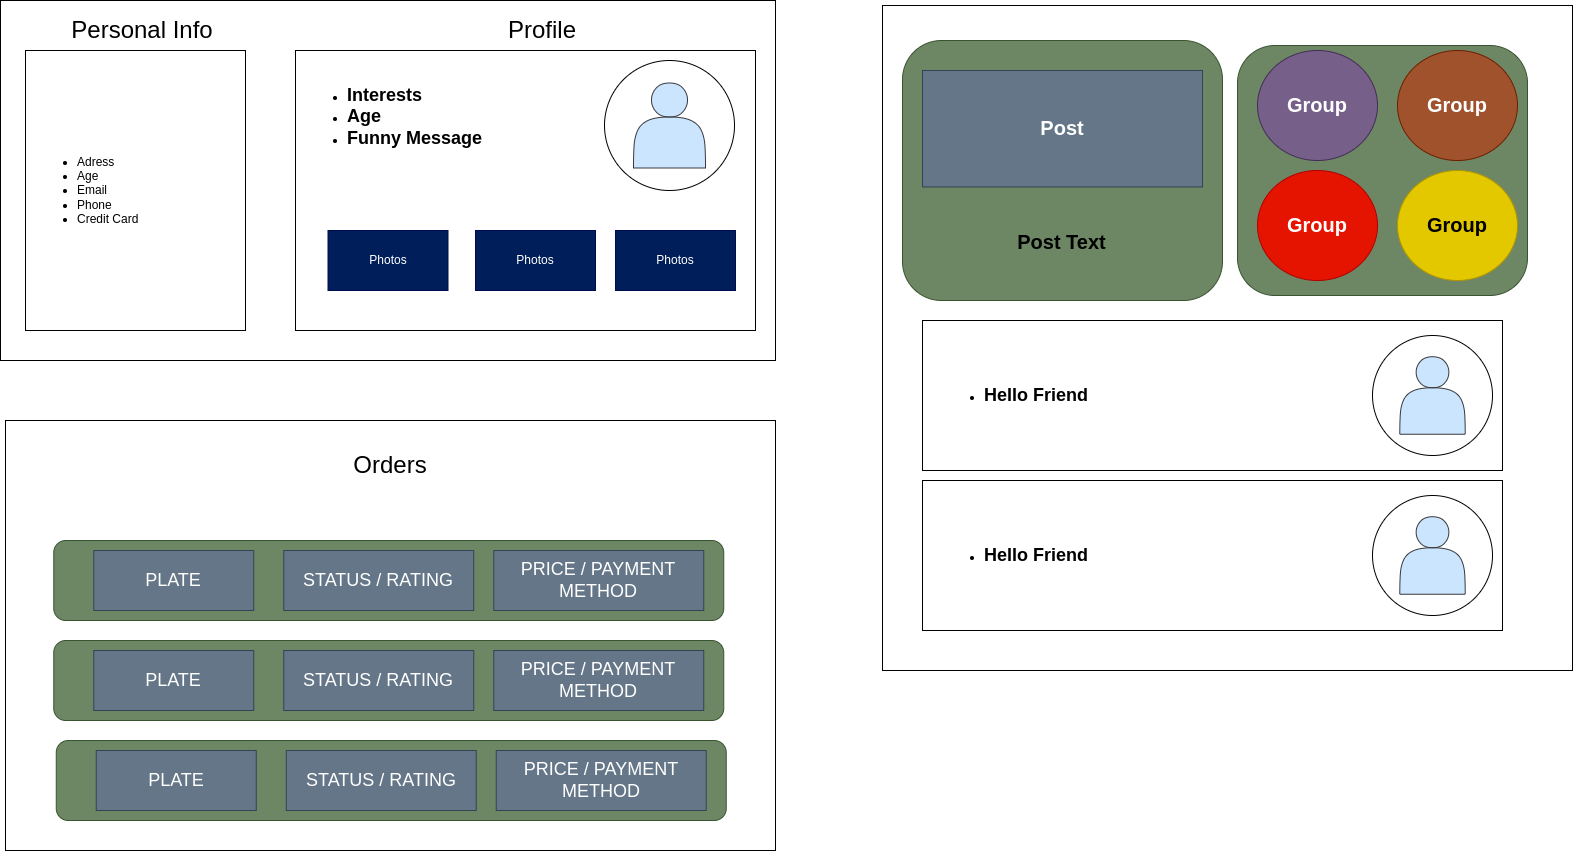 Personal Info
Profile
Adress
Age
Email
Phone
Credit Card
Interests
Age
Funny Message
Photos
Photos
Photos
Orders
PLATE
STATUS / RATING
PRICE / PAYMENT
METHOD
PLATE
STATUS / RATING
PRICE / PAYMENT
METHOD
PLATE
STATUS / RATING
PRICE / PAYMENT
METHOD
Post
Post Text
Group
Group
Group
Group
Hello Friend
Hello Friend